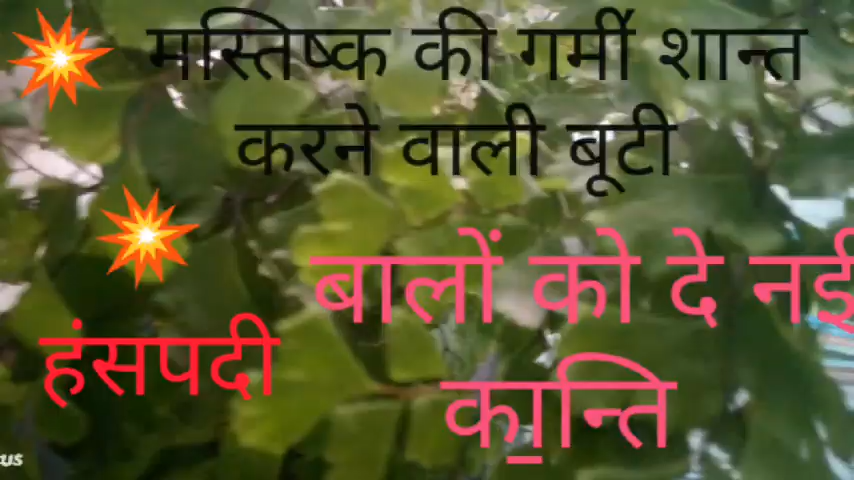 मस्तिष्क की गर्मी शान्त
करने वाली बूटी
बालों को दे नई
हंसपदी
कान्ति